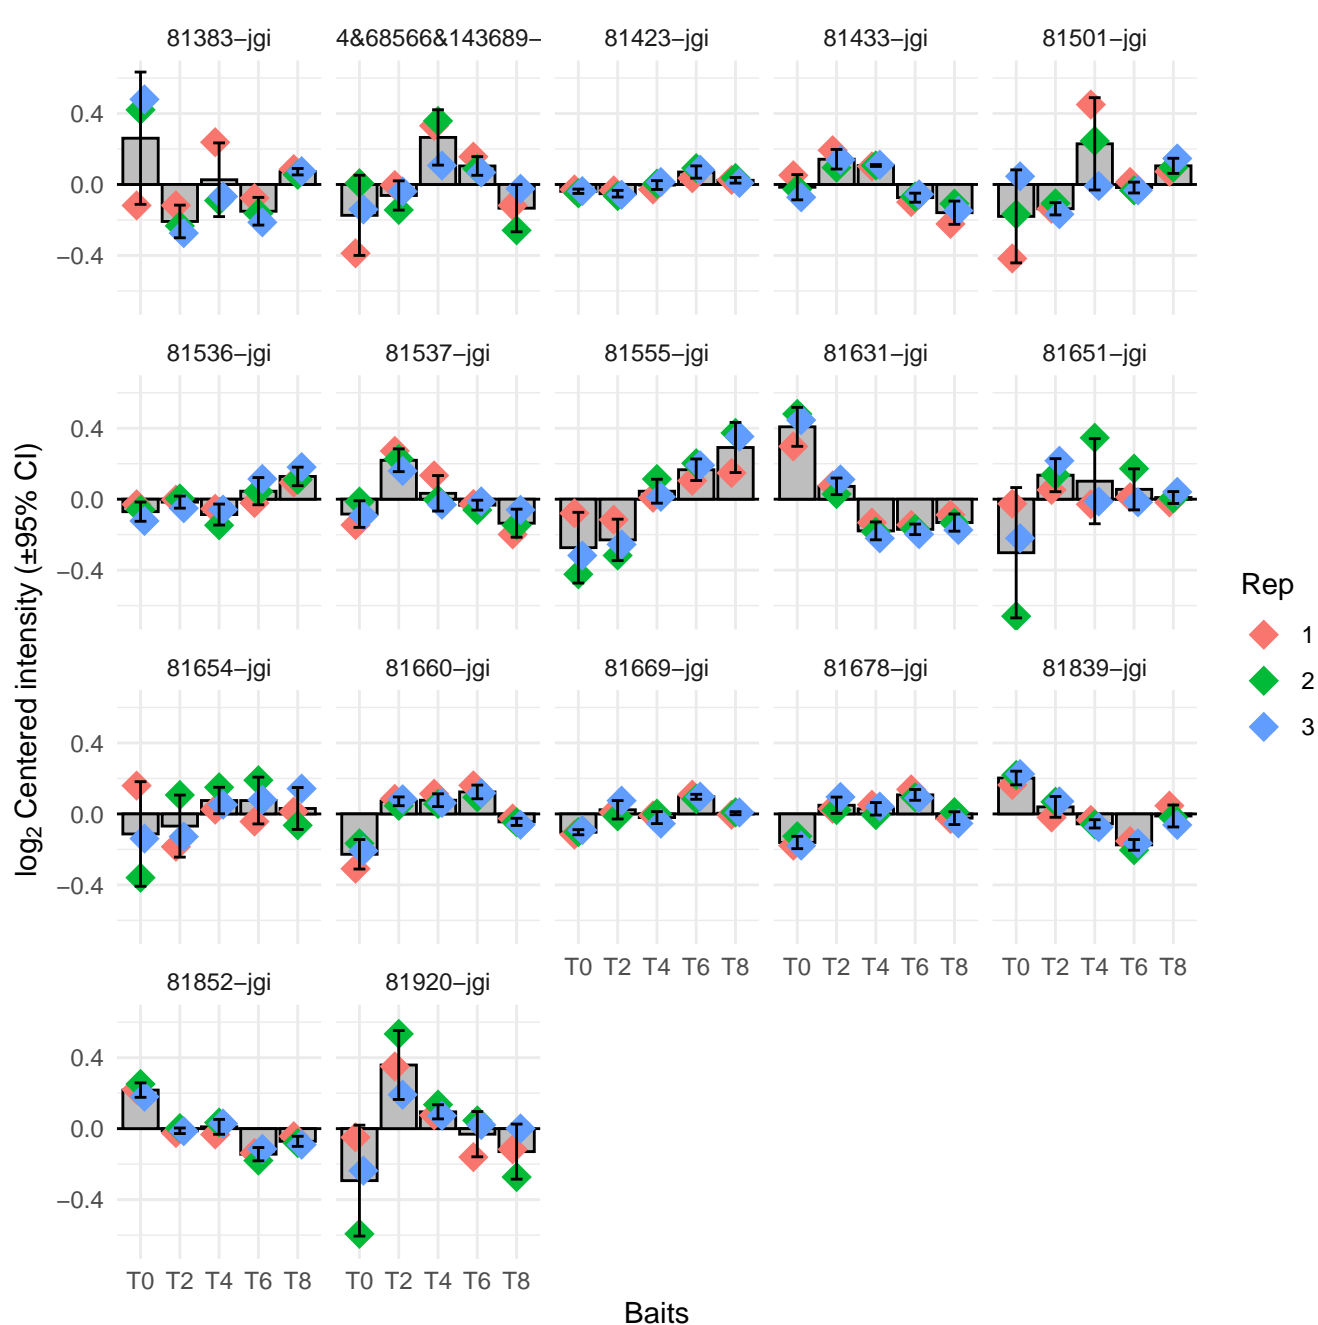 81383–jgi
4&68566&143689–
81423–jgi
81433–jgi
81501–jgi
0.4
0.0
−0.4
81536–jgi
81537–jgi
81555–jgi
81631–jgi
81651–jgi
0.4
0.0
−0.4
81654–jgi
81660–jgi
81669–jgi
81678–jgi
81839–jgi
0.4
0.0
−0.4
T0 T2 T4 T6 T8
T0 T2 T4 T6 T8
T0 T2 T4 T6 T8
81852–jgi
81920–jgi
0.4
0.0
−0.4
T0 T2 T4 T6 T8
T0 T2 T4 T6 T8
Baits
log₂ Centered intensity (±95% CI)
Rep
1
2
3